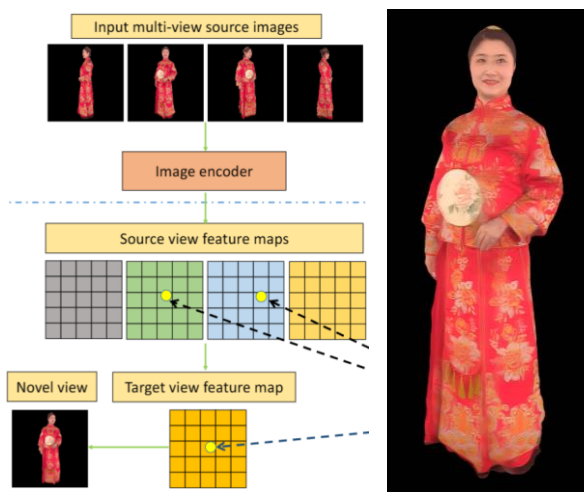 Input multi-view source images
Image encoder
Source view feature maps
Novel view
Target view feature map